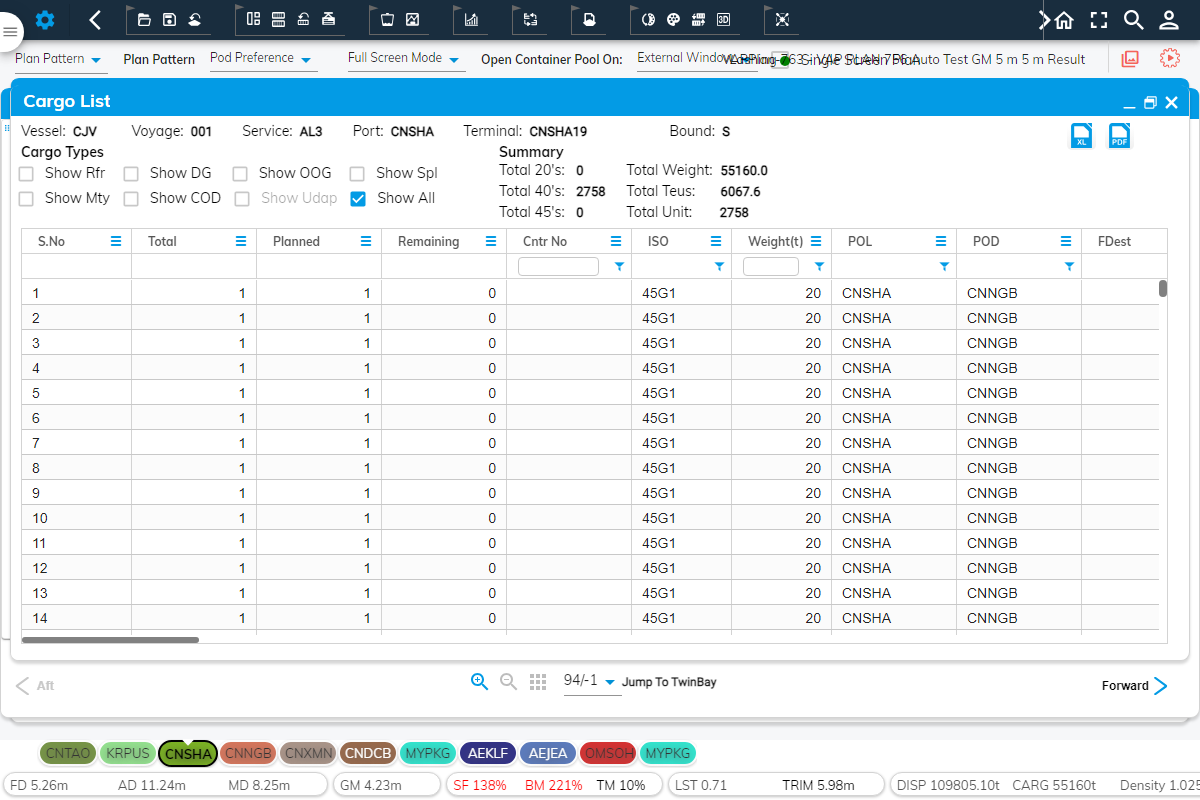 3D
Plan Pattern Plan Pattern Pod Preference Full Screen Mode Open Container Pool On: External Window Single Screen Plan Auto Test GM 5 m 5 m Result
Cargo List
Vessel: CJV Voyage: 001 Service: AL3 Port: CNSHA Terminal: CNSHA19 Bound: S
XL PDF
Cargo Types Summary
Show Rfr Show DG Show OOG Show Spl Total 20's: 0 Total Weight: 55160.0
Total 40's: 2758 Total Teus: 6067.6
Show Mty Show COD Show Udap Show All Total 45's: 0 Total Unit: 2758
S.No Total Planned Remaining Cntr No ISO Weight(t) POL POD FDest
1 1 1 0 45G1 20 CNSHA CNNGB
2 1 1 0 45G1 20 CNSHA CNNGB
3 1 1 0 45G1 20 CNSHA CNNGB
4 1 1 0 45G1 20 CNSHA CNNGB
5 1 1 0 45G1 20 CNSHA CNNGB
6 1 1 0 45G1 20 CNSHA CNNGB
7 1 1 0 45G1 20 CNSHA CNNGB
8 1 1 0 45G1 20 CNSHA CNNGB
9 1 1 0 45G1 20 CNSHA CNNGB
10 1 1 0 45G1 20 CNSHA CNNGB
11 1 1 0 45G1 20 CNSHA CNNGB
12 1 1 0 45G1 20 CNSHA CNNGB
13 1 1 0 45G1 20 CNSHA CNNGB
14 1 1 0 45G1 20 CNSHA CNNGB
Aft 94/-1 Jump To TwinBay Forward
CNTAO KRPUS CNSHA CNNGB CNXMN CNDCB MYPKG AEKLF AEJEA OMSOH MYPKG
FD 5.26m AD 11.24m MD 8.25m GM 4.23m SF 138% BM 221% TM 10% LST 0.71 TRIM 5.98m DISP 109805.10t CARG 55160t Density 1.025